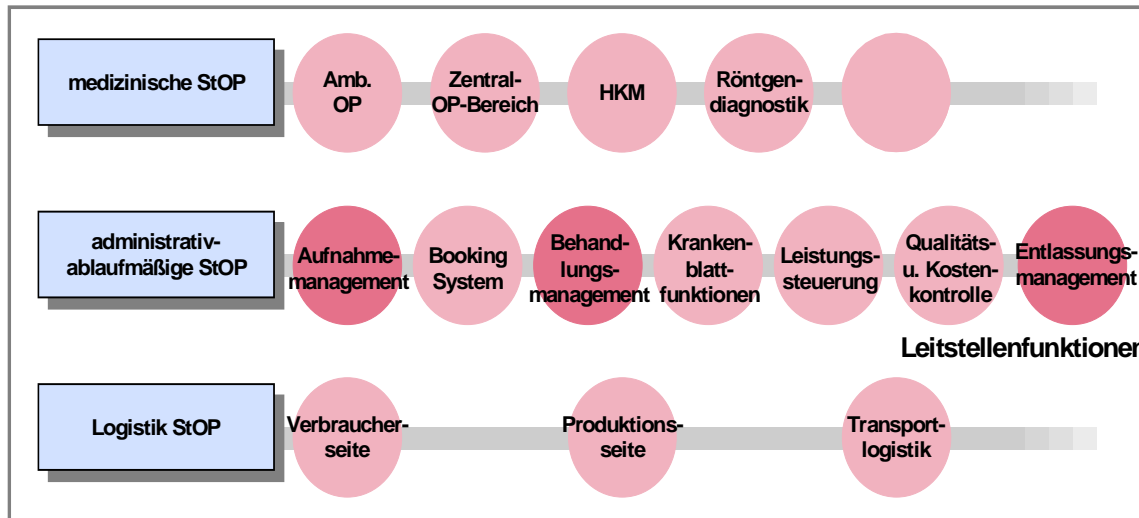 medizinische StOP
Amb.
OP
Zentral-
OP-Bereich
HKM
Röntgen-
diagnostik
administrativ-
ablaufmäßige StOP
Aufnahme-
management
Booking
System
Behand-
lungs-
management
Kranken-
blatt-
funktionen
Leistungs-
steuerung
Qualitäts-
u. Kosten-
kontrolle
Entlassungs-
management
Leitstellenfunktionen
Logistik StOP
Verbraucher-
seite
Produktions-
seite
Transport-
logistik